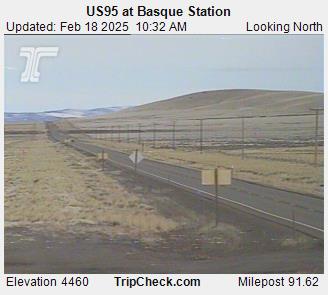 US95 at Basque Station
Updated: Feb 18 2025 10:32 AM Looking North
Elevation 4460 TripCheck.com Milepost 91.62